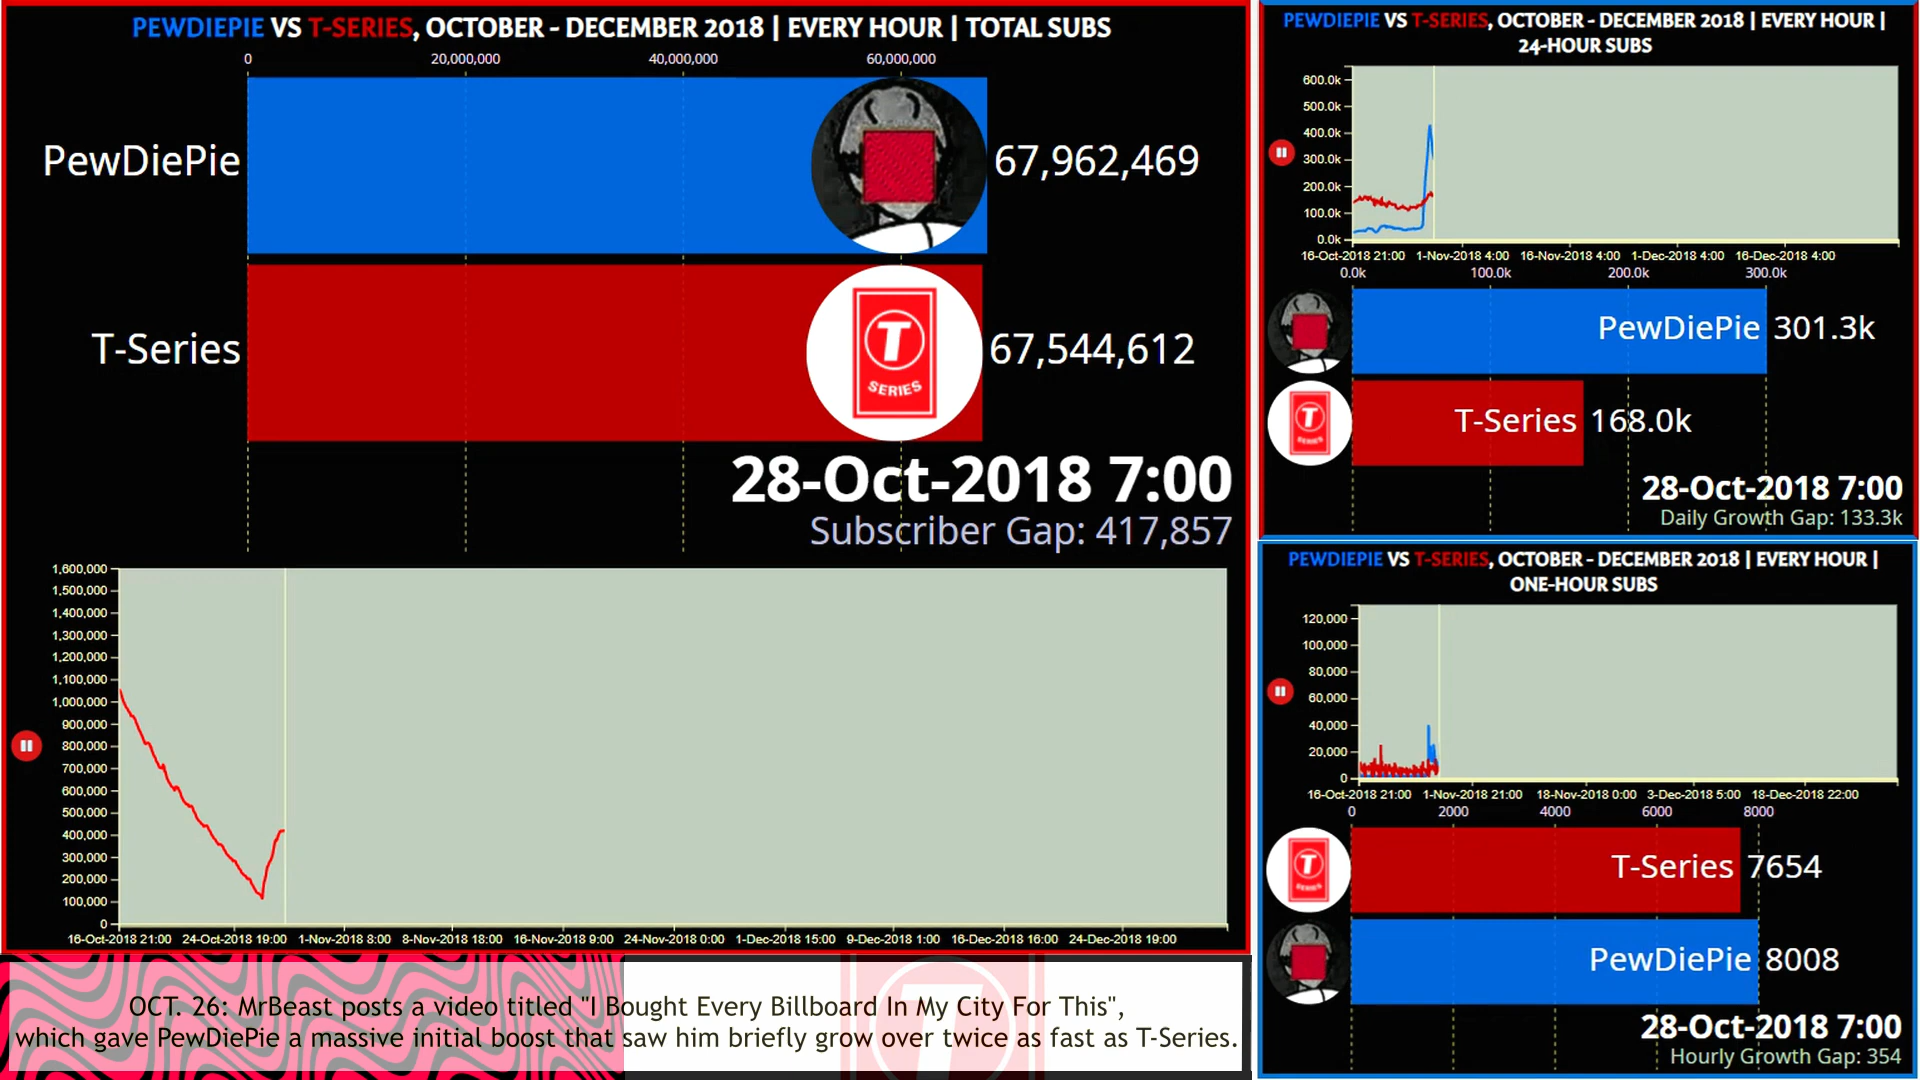 PEWDIEPIE VS T-SERIES, OCTOBER - DECEMBER 2018 | EVERY HOUR | TOTAL SUBS
0 20,000,000 40,000,000 60,000,000
PewDiePie 67,962,469
T-Series 67,544,612
T
SERIES
28-Oct-2018 7:00
Subscriber Gap: 417,857
1,600,000
1,500,000
1,400,000
1,300,000
1,200,000
1,100,000
1,000,000
900,000
800,000
700,000
600,000
500,000
400,000
300,000
200,000
100,000
0
16-Oct-2018 21:00 24-Oct-2018 19:00 1-Nov-2018 8:00 8-Nov-2018 18:00 16-Nov-2018 9:00 24-Nov-2018 0:00 1-Dec-2018 15:00 9-Dec-2018 1:00 16-Dec-2018 16:00 24-Dec-2018 19:00
OCT. 26: MrBeast posts a video titled "I Bought Every Billboard In My City For This",
which gave PewDiePie a massive initial boost that saw him briefly grow over twice as fast as T-Series.
PEWDIEPIE VS T-SERIES, OCTOBER - DECEMBER 2018 | EVERY HOUR |
24-HOUR SUBS
600.0k
500.0k
400.0k
300.0k
200.0k
100.0k
0.0k
16-Oct-2018 21:00 1-Nov-2018 4:00 16-Nov-2018 4:00 1-Dec-2018 4:00 16-Dec-2018 4:00
0.0k 100.0k 200.0k 300.0k
PewDiePie 301.3k
T-Series 168.0k
T
SERIES
28-Oct-2018 7:00
Daily Growth Gap: 133.3k
PEWDIEPIE VS T-SERIES, OCTOBER - DECEMBER 2018 | EVERY HOUR |
ONE-HOUR SUBS
120,000
100,000
80,000
60,000
40,000
20,000
0
16-Oct-2018 21:00 1-Nov-2018 21:00 18-Nov-2018 0:00 3-Dec-2018 5:00 18-Dec-2018 22:00
0 2000 4000 6000 8000
T
SERIES
T-Series 7654
PewDiePie 8008
28-Oct-2018 7:00
Hourly Growth Gap: 354